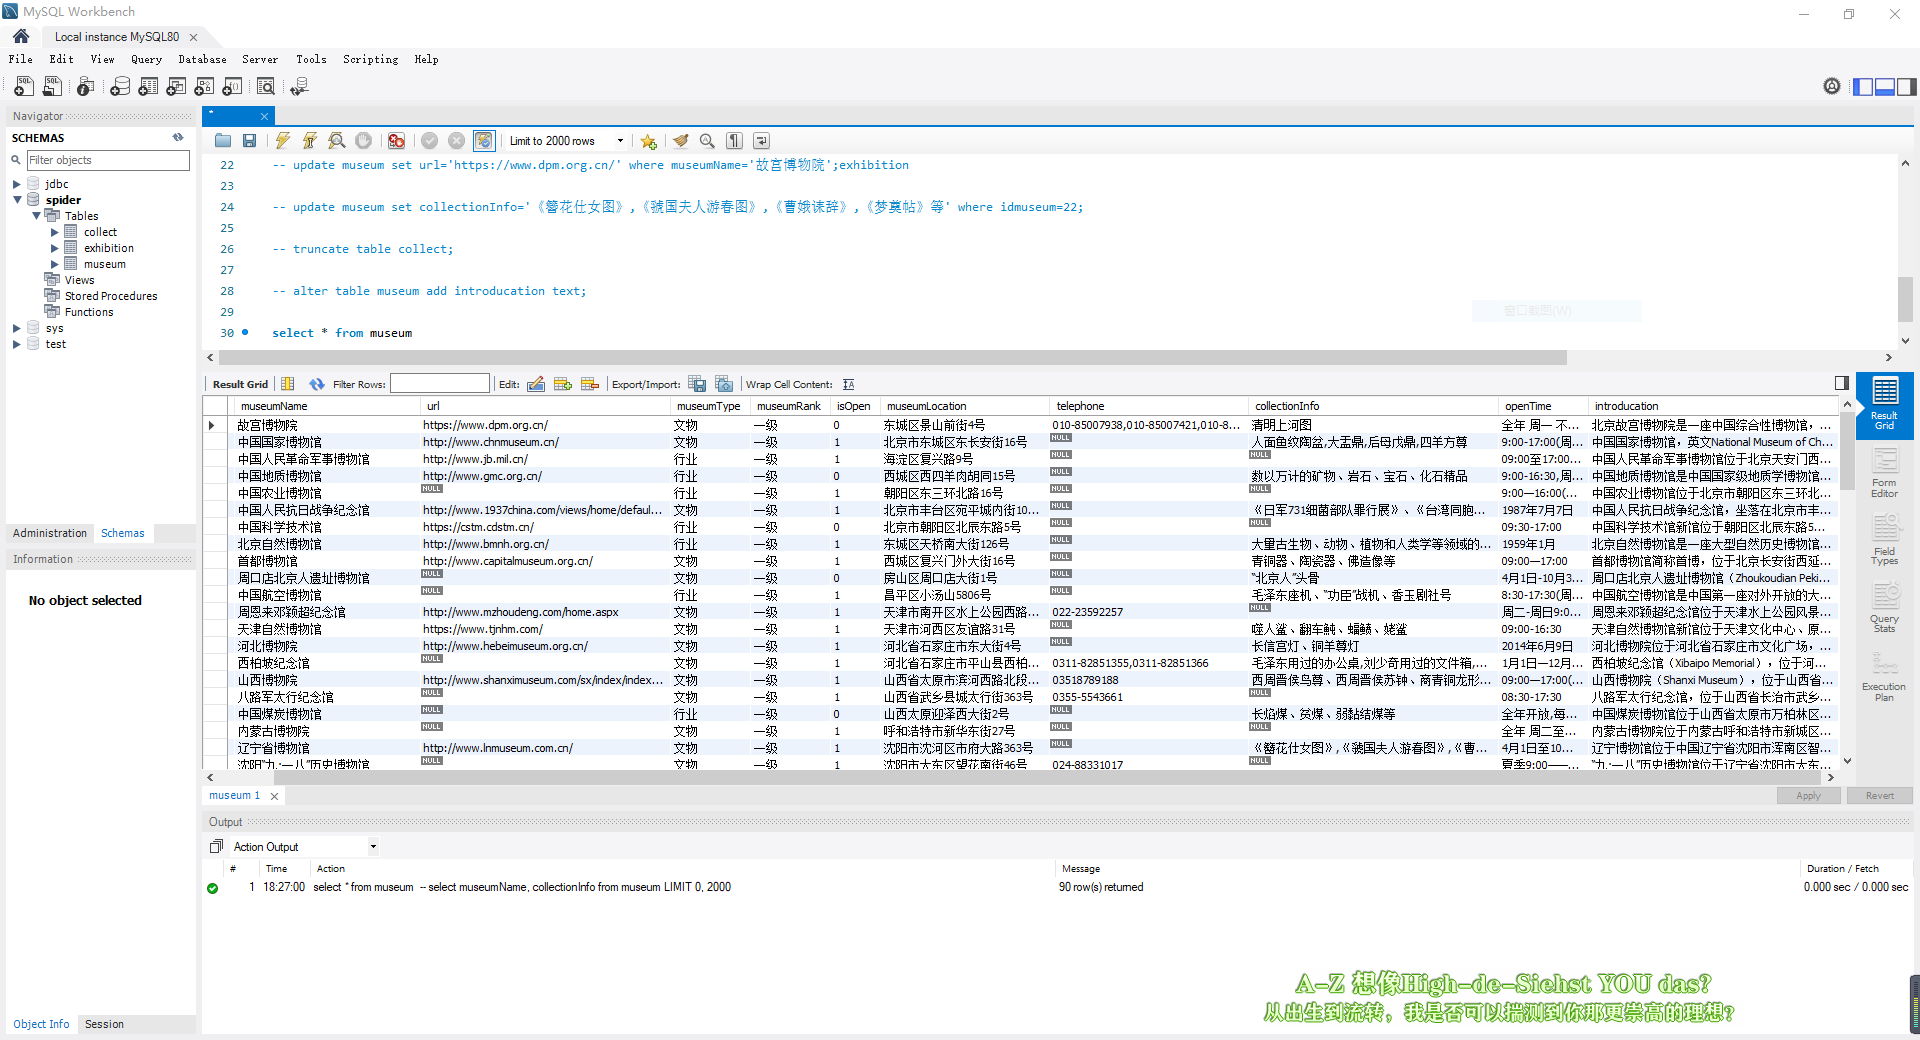 MySQL Workbench
Local instance MySQL80
File Edit View Query Database Server Tools Scripting Help
Navigator
SCHEMAS
Filter objects
jdbc
spider
Tables
collect
exhibition
museum
Views
Stored Procedures
Functions
sys
test
Administration Schemas
Information
No object selected
Object Info Session
Limit to 2000 rows
22 -- update museum set url='https://www.dpm.org.cn/' where museumName='故宫博物院';exhibition
23
24 -- update museum set collectionInfo='《簪花仕女图》,《虢国夫人游春图》,《曹娥诔辞》,《梦奠帖》等' where idmuseum=22;
25
26 -- truncate table collect;
27
28 -- alter table museum add introducation text;
29
30 select * from museum
窗口截图(W)
Result Grid Filter Rows: Edit: Export/Import: Wrap Cell Content:
museumName url museumType museumRank isOpen museumLocation telephone collectionInfo openTime introducation
故宫博物院 https://www.dpm.org.cn/ 文物 一级 0 东城区景山前街4号 010-85007938,010-85007421,010-8... 清明上河图 全年 周一 不... 北京故宫博物院是一座中国综合性博物馆，...
中国国家博物馆 http://www.chnmuseum.cn/ 文物 一级 1 北京市东城区东长安街16号 NULL 人面鱼纹陶盆,大盂鼎,后母戊鼎,四羊方尊 9:00-17:00(周... 中国国家博物馆，英文National Museum of Ch...
中国人民革命军事博物馆 http://www.jb.mil.cn/ 行业 一级 1 海淀区复兴路9号 NULL NULL 09:00至17:00... 中国人民革命军事博物馆位于北京天安门西...
中国地质博物馆 http://www.gmc.org.cn/ 行业 一级 0 西城区西四羊肉胡同15号 NULL 数以万计的矿物、岩石、宝石、化石精品 9:00-16:30,周... 中国地质博物馆是中国国家级地质学博物馆...
中国农业博物馆 NULL 行业 一级 1 朝阳区东三环北路16号 NULL NULL 9:00—16:00(... 中国农业博物馆位于北京市朝阳区东三环北...
中国人民抗日战争纪念馆 http://www.1937china.com/views/home/defaul... 文物 一级 1 北京市丰台区宛平城内街10... NULL 《日军731细菌部队罪行展》、《台湾同胞... 1987年7月7日 中国人民抗日战争纪念馆，坐落在北京市丰...
中国科学技术馆 https://cstm.cdstm.cn/ 行业 一级 0 北京市朝阳区北辰东路5号 NULL NULL 09:30-17:00 中国科学技术馆新馆位于朝阳区北辰东路5...
北京自然博物馆 http://www.bmnh.org.cn/ 行业 一级 1 东城区天桥南大街126号 NULL 大量古生物、动物、植物和人类学等领域的... 1959年1月 北京自然博物馆是一座大型自然历史博物馆...
首都博物馆 http://www.capitalmuseum.org.cn/ 文物 一级 1 西城区复兴门外大街16号 NULL 青铜器、陶瓷器、佛造像等 09:00—17:00 首都博物馆简称首博，位于北京长安街西延...
周口店北京人遗址博物馆 NULL 文物 一级 0 房山区周口店大街1号 NULL “北京人”头骨 4月1日-10月3... 周口店北京人遗址博物馆（Zhoukoudian Peki...
中国航空博物馆 NULL 行业 一级 1 昌平区小汤山5806号 NULL 毛泽东座机、“功臣”战机、香玉剧社号 8:30-17:30(周... 中国航空博物馆是中国第一座对外开放的大...
周恩来邓颖超纪念馆 http://www.mzhoudeng.com/home.aspx 文物 一级 1 天津市南开区水上公园西路... 022-23592257 NULL 周二-周日9:0... 周恩来邓颖超纪念馆位于天津水上公园风景...
天津自然博物馆 https://www.tjnhm.com/ 文物 一级 1 天津市河西区友谊路31号 NULL 噬人鲨、翻车鲀、蝠鲼、姥鲨 09:00-16:30 天津自然博物馆新馆位于天津文化中心、原...
河北博物院 http://www.hebeimuseum.org.cn/ 文物 一级 1 河北省石家庄市东大街4号 NULL 长信宫灯、铜羊尊灯 2014年6月9日 河北博物院位于河北省石家庄市文化广场，...
西柏坡纪念馆 NULL 文物 一级 1 河北省石家庄市平山县西柏... 0311-82851355,0311-82851366 毛泽东用过的办公桌,刘少奇用过的文件箱,... 1月1日—12月... 西柏坡纪念馆（Xibaipo Memorial），位于河...
山西博物院 http://www.shanximuseum.com/sx/index/index... 文物 一级 1 山西省太原市滨河西路北段... 03518789188 西周晋侯鸟尊、西周晋侯苏钟、商青铜龙形... 09:00—17:00(... 山西博物院（Shanxi Museum），位于山西省...
八路军太行纪念馆 NULL 文物 一级 1 山西省武乡县城太行街363号 0355-5543661 NULL 08:30-17:30 八路军太行纪念馆，位于山西省长治市武乡...
中国煤炭博物馆 NULL 行业 一级 0 山西太原迎泽西大街2号 NULL 长焰煤、贫煤、弱黏结煤等 全年开放,每... 中国煤炭博物馆位于山西省太原市万柏林区...
内蒙古博物院 NULL 文物 一级 1 呼和浩特市新华东街27号 NULL NULL 全年 周二至... 内蒙古博物院位于内蒙古呼和浩特市新城区...
辽宁省博物馆 http://www.lnmuseum.com.cn/ 文物 一级 1 沈阳市沈河区市府大路363号 NULL 《簪花仕女图》,《虢国夫人游春图》,《曹... 4月1日至10... 辽宁博物馆位于中国辽宁省沈阳市浑南区智...
沈阳“九·一八”历史博物馆 NULL 文物 一级 1 沈阳市大东区望花南街46号 024-88331017 NULL 夏季9:00——... “九·一八”历史博物馆位于辽宁省沈阳市大东...
Result Grid
Form Editor
Field Types
Query Stats
Execution Plan
museum 1
Apply Revert
Output
Action Output
# Time Action Message Duration / Fetch
1 18:27:00 select * from museum -- select museumName, collectionInfo from museum LIMIT 0, 2000 90 row(s) returned 0.000 sec / 0.000 sec
A-Z 想像High-de-Siehst YOU das?
从出生到流转，我是否可以揣测到你那更崇高的理想?